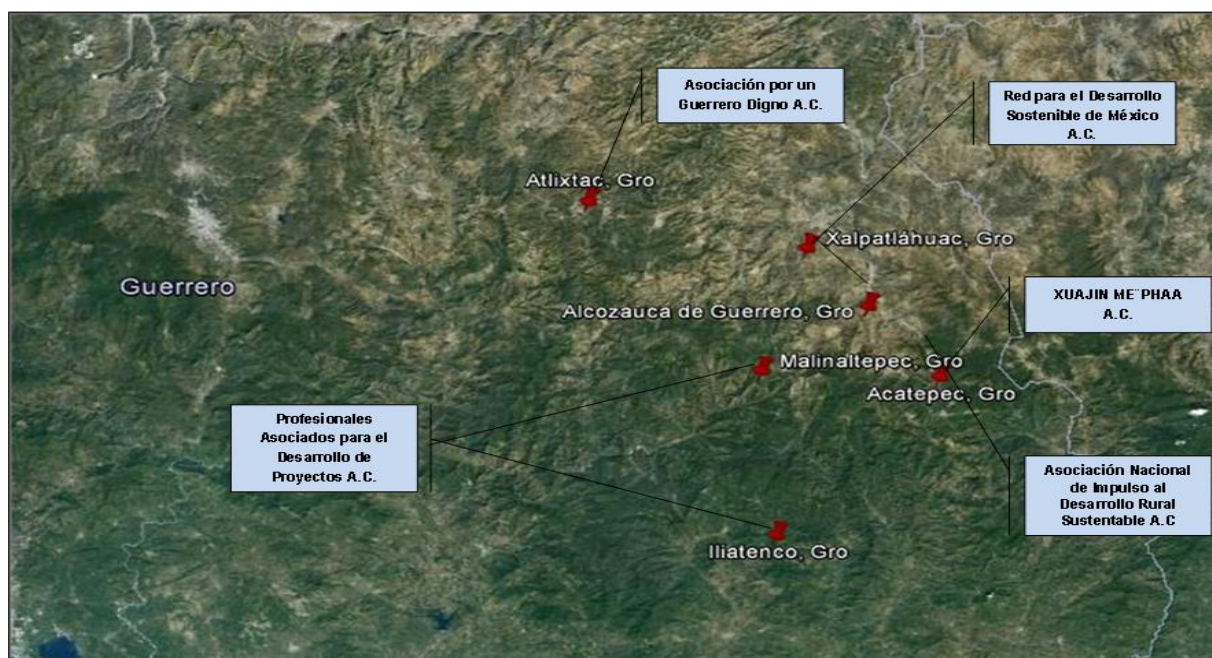 Asociación por un
Guerrero Digno A.C.
Red para el Desarrollo
Sostenible de México
A.C.
Atlixtac, Gro
Xalpatláhuac, Gro
Guerrero
XUAJIN ME¨PHAA
A.C.
Alcozauca de Guerrero, Gro
Malinaltepec, Gro
Acatepec, Gro
Profesionales
Asociados para el
Desarrollo de
Proyectos A.C.
Asociación Nacional
de Impulso al
Desarrollo Rural
Sustentable A.C
Iliatenco, Gro